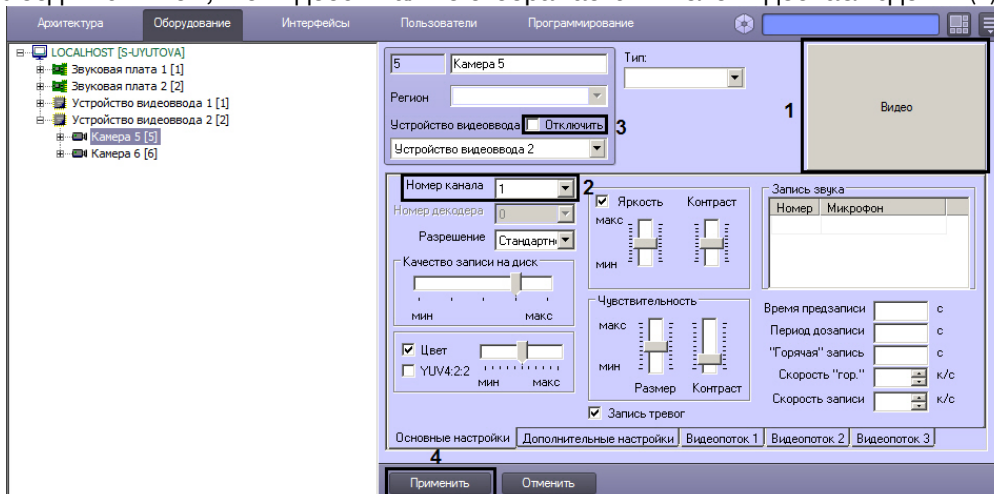 Архитектура Оборудование Интерфейсы Пользователи Программирование
LOCALHOST [S-UYUTOVA]
Звуковая плата 1 [1]
Звуковая плата 2 [2]
Устройство видеоввода 1 [1]
Устройство видеоввода 2 [2]
Камера 5 [5]
Камера 6 [6]
5 Камера 5
Тип:
Регион
Устройство видеоввода Отключить 3
Устройство видеоввода 2
1 Видео
Номер канала 1 2
Номер декодера 0
Разрешение Стандартн
Качество записи на диск
мин макс
Цвет
YUV4:2:2
мин макс
Яркость Контраст
макс
мин
Чувствительность
макс
мин
Размер Контраст
Запись тревог
Запись звука
Номер Микрофон
Время предзаписи с
Период дозаписи с
"Горячая" запись с
Скорость "гор." к/с
Скорость записи к/с
Основные настройки Дополнительные настройки Видеопоток 1 Видеопоток 2 Видеопоток 3
4
Применить Отменить